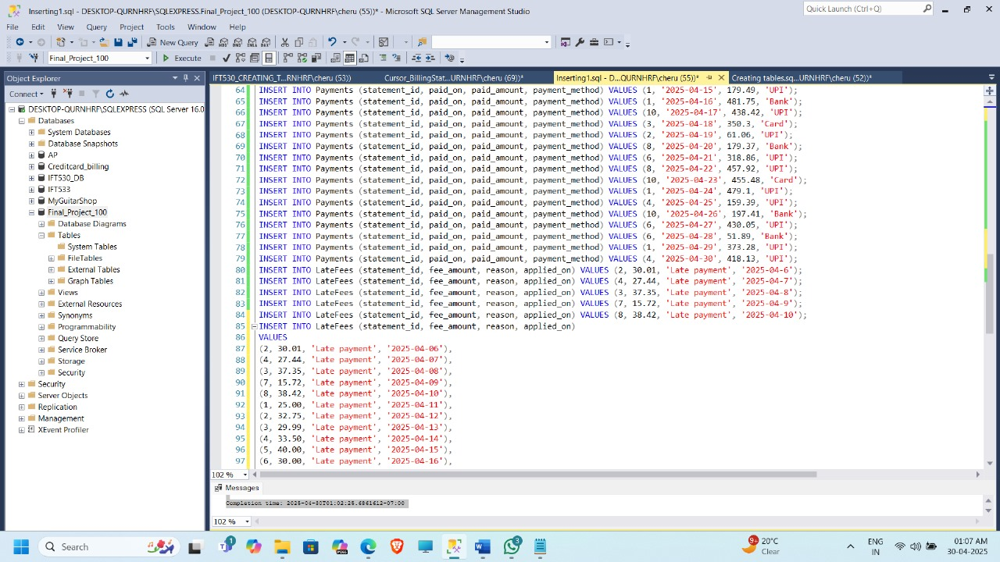 Inserting1.sql - DESKTOP-QURNHRF\SQLEXPRESS.Final_Project_100 (DESKTOP-QURNHRF\cheru (55))* - Microsoft SQL Server Management Studio
Quick Launch (Ctrl+Q)
File Edit View Query Project Tools Window Help
New Query
Final_Project_100 Execute
Object Explorer
IFT530_CREATING_T...RNHRF\cheru (53)) Cursor_BillingStat...URNHRF\cheru (69))* Inserting1.sql - D...QURNHRF\cheru (55))* Creating tables.sq...URNHRF\cheru (52))*
Connect
DESKTOP-QURNHRF\SQLEXPRESS (SQL Server 16.0
Databases
System Databases
Database Snapshots
AP
Creditcard_billing
IFT530_DB
IFT533
MyGuitarShop
Final_Project_100
Database Diagrams
Tables
System Tables
FileTables
External Tables
Graph Tables
Views
External Resources
Synonyms
Programmability
Query Store
Service Broker
Storage
Security
Security
Server Objects
Replication
Management
XEvent Profiler
64 INSERT INTO Payments (statement_id, paid_on, paid_amount, payment_method) VALUES (1, '2025-04-15', 179.49, 'UPI');
65 INSERT INTO Payments (statement_id, paid_on, paid_amount, payment_method) VALUES (1, '2025-04-16', 481.75, 'Bank');
66 INSERT INTO Payments (statement_id, paid_on, paid_amount, payment_method) VALUES (10, '2025-04-17', 438.42, 'UPI');
67 INSERT INTO Payments (statement_id, paid_on, paid_amount, payment_method) VALUES (3, '2025-04-18', 350.3, 'Card');
68 INSERT INTO Payments (statement_id, paid_on, paid_amount, payment_method) VALUES (2, '2025-04-19', 61.06, 'UPI');
69 INSERT INTO Payments (statement_id, paid_on, paid_amount, payment_method) VALUES (8, '2025-04-20', 179.37, 'Bank');
70 INSERT INTO Payments (statement_id, paid_on, paid_amount, payment_method) VALUES (6, '2025-04-21', 318.86, 'UPI');
71 INSERT INTO Payments (statement_id, paid_on, paid_amount, payment_method) VALUES (8, '2025-04-22', 457.92, 'UPI');
72 INSERT INTO Payments (statement_id, paid_on, paid_amount, payment_method) VALUES (10, '2025-04-23', 455.48, 'Card');
73 INSERT INTO Payments (statement_id, paid_on, paid_amount, payment_method) VALUES (1, '2025-04-24', 479.1, 'UPI');
74 INSERT INTO Payments (statement_id, paid_on, paid_amount, payment_method) VALUES (4, '2025-04-25', 159.39, 'UPI');
75 INSERT INTO Payments (statement_id, paid_on, paid_amount, payment_method) VALUES (10, '2025-04-26', 197.41, 'Bank');
76 INSERT INTO Payments (statement_id, paid_on, paid_amount, payment_method) VALUES (6, '2025-04-27', 430.05, 'UPI');
77 INSERT INTO Payments (statement_id, paid_on, paid_amount, payment_method) VALUES (6, '2025-04-28', 51.89, 'Bank');
78 INSERT INTO Payments (statement_id, paid_on, paid_amount, payment_method) VALUES (1, '2025-04-29', 373.28, 'UPI');
79 INSERT INTO Payments (statement_id, paid_on, paid_amount, payment_method) VALUES (4, '2025-04-30', 418.13, 'UPI');
80 INSERT INTO LateFees (statement_id, fee_amount, reason, applied_on) VALUES (2, 30.01, 'Late payment', '2025-04-6');
81 INSERT INTO LateFees (statement_id, fee_amount, reason, applied_on) VALUES (4, 27.44, 'Late payment', '2025-04-7');
82 INSERT INTO LateFees (statement_id, fee_amount, reason, applied_on) VALUES (3, 37.35, 'Late payment', '2025-04-8');
83 INSERT INTO LateFees (statement_id, fee_amount, reason, applied_on) VALUES (7, 15.72, 'Late payment', '2025-04-9');
84 INSERT INTO LateFees (statement_id, fee_amount, reason, applied_on) VALUES (8, 38.42, 'Late payment', '2025-04-10');
85 INSERT INTO LateFees (statement_id, fee_amount, reason, applied_on)
86 VALUES
87 (2, 30.01, 'Late payment', '2025-04-06'),
88 (4, 27.44, 'Late payment', '2025-04-07'),
89 (3, 37.35, 'Late payment', '2025-04-08'),
90 (7, 15.72, 'Late payment', '2025-04-09'),
91 (8, 38.42, 'Late payment', '2025-04-10'),
92 (1, 25.00, 'Late payment', '2025-04-11'),
93 (2, 32.75, 'Late payment', '2025-04-12'),
94 (3, 29.99, 'Late payment', '2025-04-13'),
95 (4, 33.50, 'Late payment', '2025-04-14'),
96 (5, 40.00, 'Late payment', '2025-04-15'),
97 (6, 30.00, 'Late payment', '2025-04-16'),
102 %
Messages
Completion time: 2025-04-30T01:02:25.6861612-07:00
102 %
Search
1
3
9+
20°C
Clear
ENG
IN
01:07 AM
30-04-2025